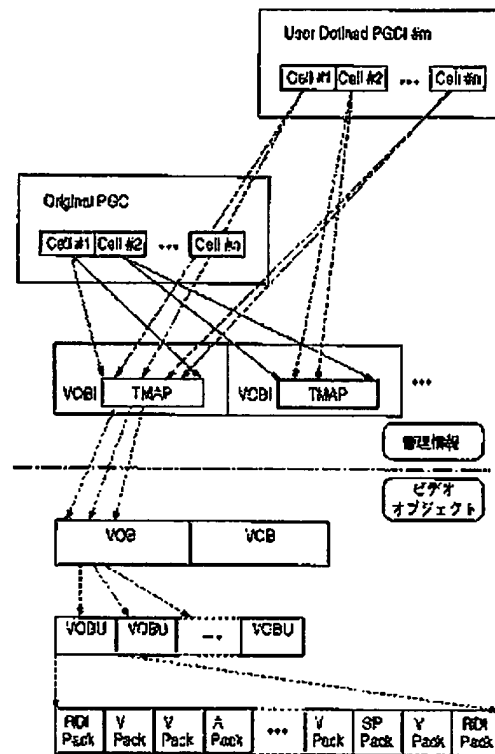 User Defined PGCI #m
Cell #1 Cell #2 ••• Cell #n
Original PGC
Cell #1 Cell #2 ••• Cell #n
VOBI TMAP VOBI TMAP •••
管理情報
ビデオ
オブジェクト
VOB VOB
VOBU VOBU ••• VOBU
RDI Pack V Pack V Pack A Pack ••• V Pack SP Pack V Pack RDI Pack